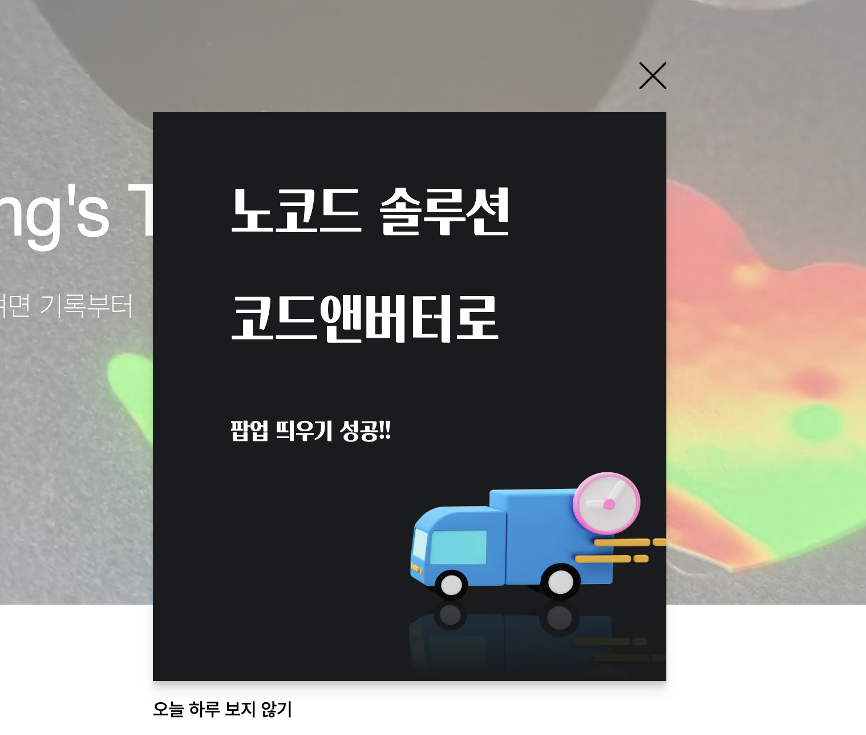 ng's T
면 기록부터
노코드 솔루션
코드앤버터로
팝업 띄우기 성공!!
오늘 하루 보지 않기